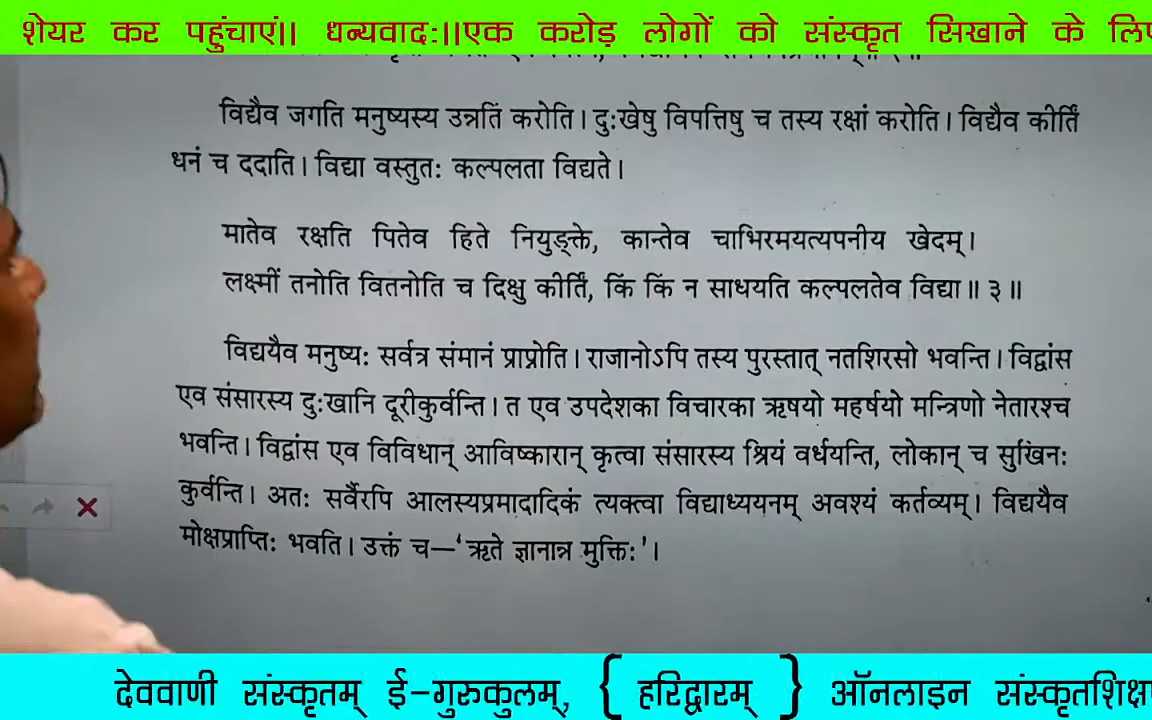 शेयर कर पहुंचाएं|| धन्यवादः||एक करोड़ लोगों को संस्कृत सिखाने के
विद्यैव जगति मनुष्यस्य उन्नतिं करोति। दुःखेषु विपत्तिषु च तस्य रक्षां करोति। विद्यैव कीर्तिं
धनं च ददाति। विद्या वस्तुतः कल्पलता विद्यते।
मातेव रक्षति पितेव हिते नियुङ्क्ते, कान्तेव चाभिरमयत्यपनीय खेदम्।
लक्ष्मीं तनोति वितनोति च दिक्षु कीर्तिं, किं किं न साधयति कल्पलतेव विद्या॥ ३॥
विद्ययैव मनुष्यः सर्वत्र संमानं प्राप्नोति। राजानोऽपि तस्य पुरस्तात् नतशिरसो भवन्ति। विद्वांस
एव संसारस्य दुःखानि दूरीकुर्वन्ति। त एव उपदेशका विचारका ऋषयो महर्षयो मन्त्रिणो नेतारश्च
भवन्ति। विद्वांस एव विविधान् आविष्कारान् कृत्वा संसारस्य श्रियं वर्धयन्ति, लोकान् च सुखिनः
कुर्वन्ति। अतः सर्वैरपि आलस्यप्रमादादिकं त्यक्त्वा विद्याध्ययनम् अवश्यं कर्तव्यम्। विद्ययैव
मोक्षप्राप्तिः भवति। उक्तं च—'ऋते ज्ञानान्न मुक्तिः'।
देववाणी संस्कृतम् ई-गुरुकुलम्, { हरिद्वारम् } ऑनलाइन